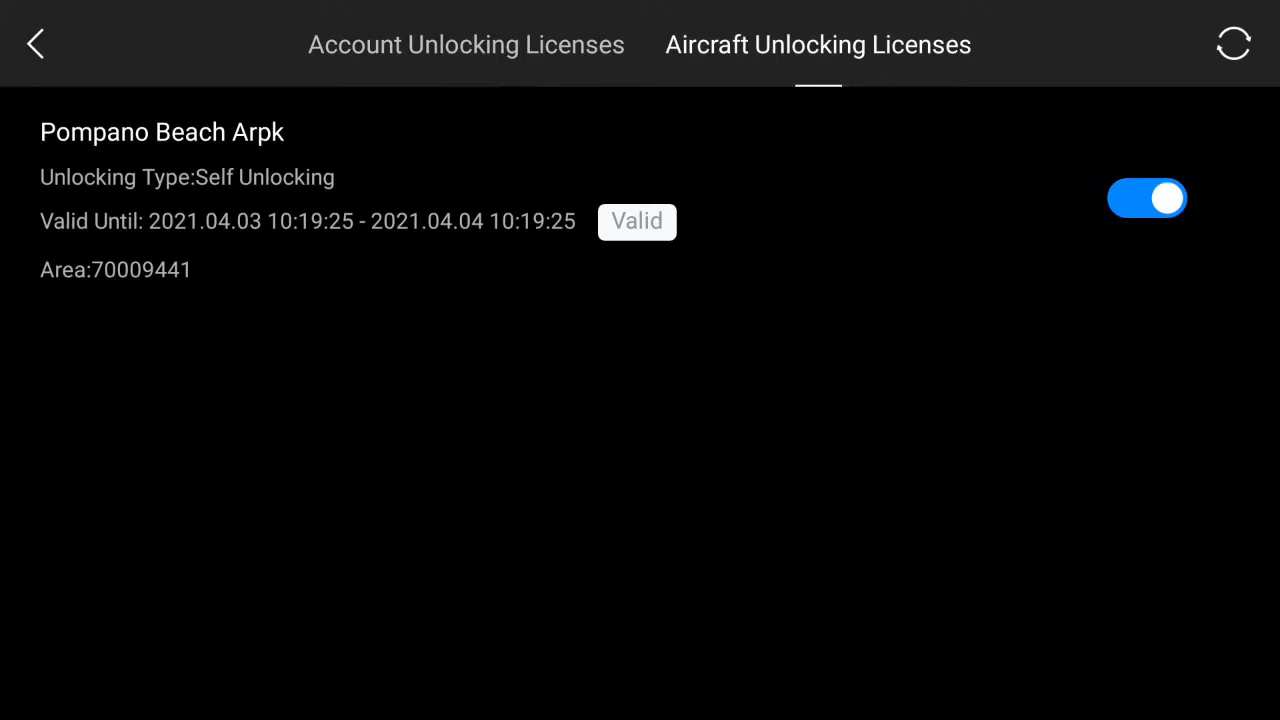 Account Unlocking Licenses Aircraft Unlocking Licenses
Pompano Beach Arpk
Unlocking Type:Self Unlocking
Valid Until: 2021.04.03 10:19:25 - 2021.04.04 10:19:25 Valid
Area:70009441